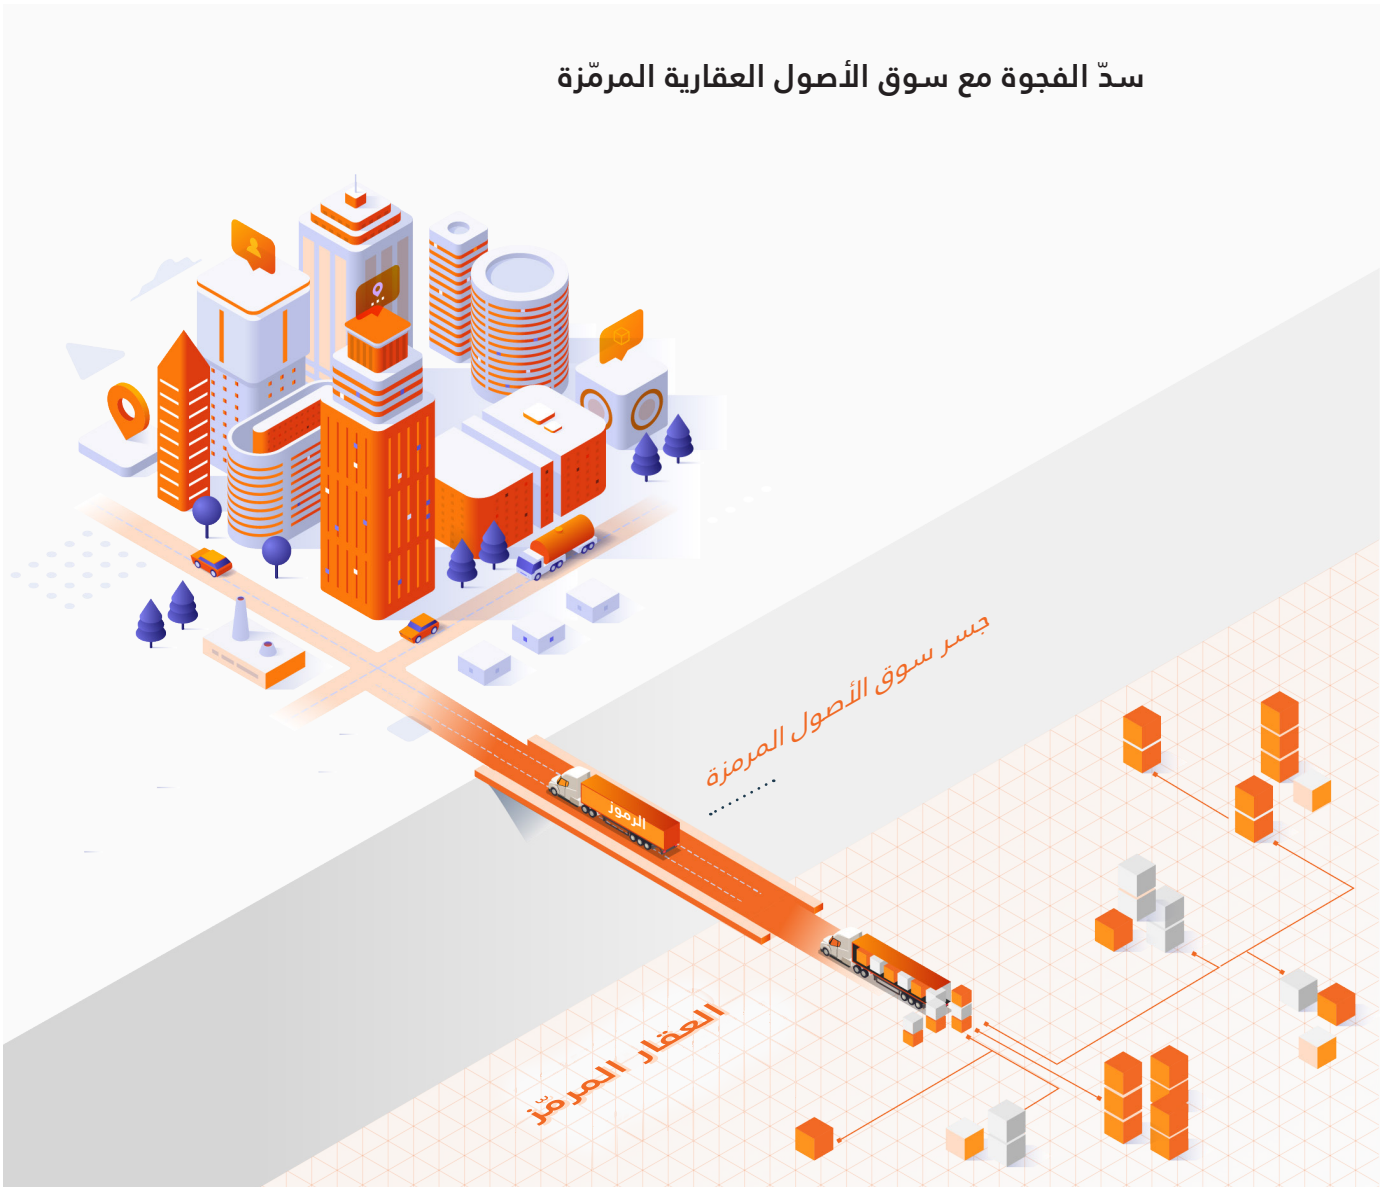 سدّ الفجوة مع سوق الأصول العقارية المرمّزة
جسر سوق الأصول المرمزة
الرموز
العقار المرمّز